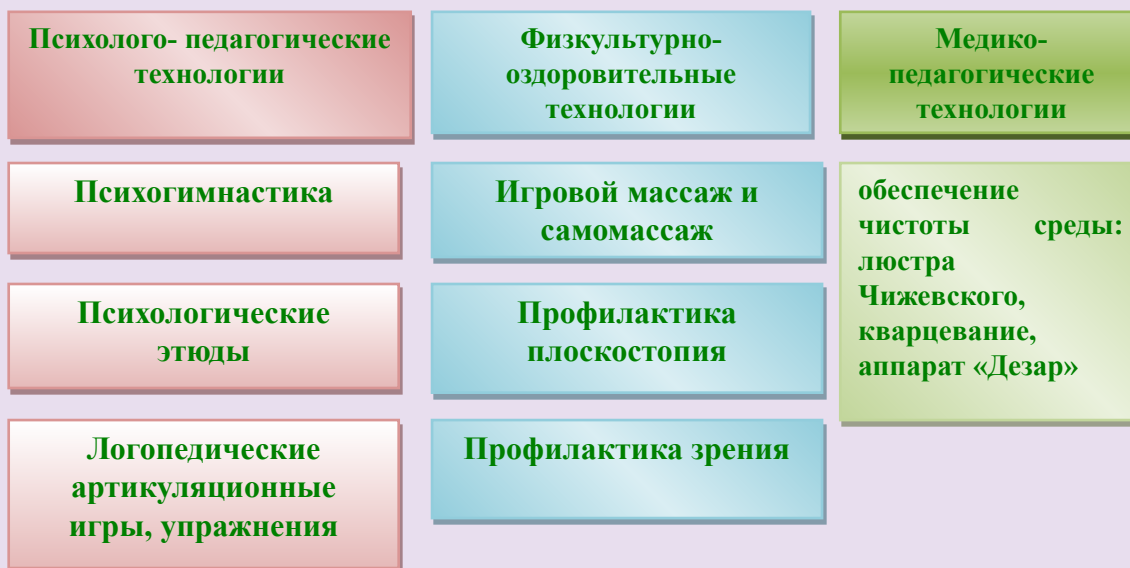 Психолого- педагогические
технологии
Физкультурно-
оздоровительные
технологии
Медико-
педагогические
технологии
Психогимнастика
Игровой массаж и
самомассаж
обеспечение
чистоты среды:
люстра
Чижевского,
кварцевание,
аппарат «Дезар»
Психологические
этюды
Профилактика
плоскостопия
Логопедические
артикуляционные
игры, упражнения
Профилактика зрения